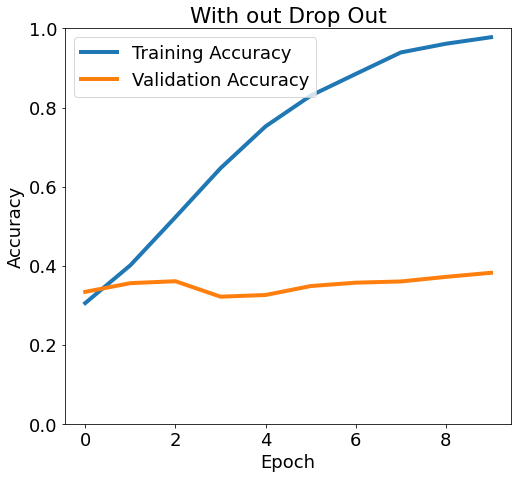 With out Drop Out
Training Accuracy
Validation Accuracy
1.0
0.8
0.6
0.4
0.2
0.0
Accuracy
0 2 4 6 8
Epoch